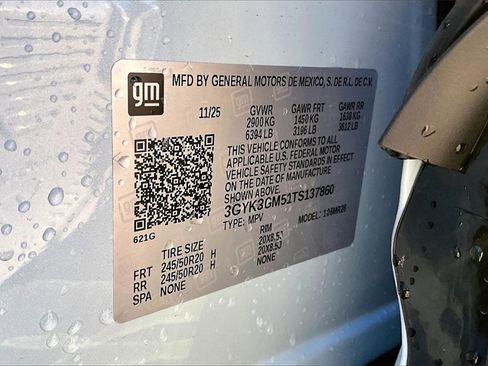 gm
MFD BY GENERAL MOTORS DE MEXICO, S. DE R.L. DE C.V.
11/25 GVWR GAWR FRT GAWR RR
2900 KG 1450 KG 1638 KG
6394 LB 3196 LB 3612 LB
THIS VEHICLE CONFORMS TO ALL
APPLICABLE U.S. FEDERAL MOTOR
VEHICLE SAFETY STANDARDS IN EFFECT
ON THE DATE OF MANUFACTURE
SHOWN ABOVE.
3GYK3GM51TS137860
TYPE: MPV MODEL: 126MR26
621G
TIRE SIZE RIM
FRT 245/50R20 H 20X8.5J
RR 245/50R20 H 20X8.5J
SPA NONE NONE